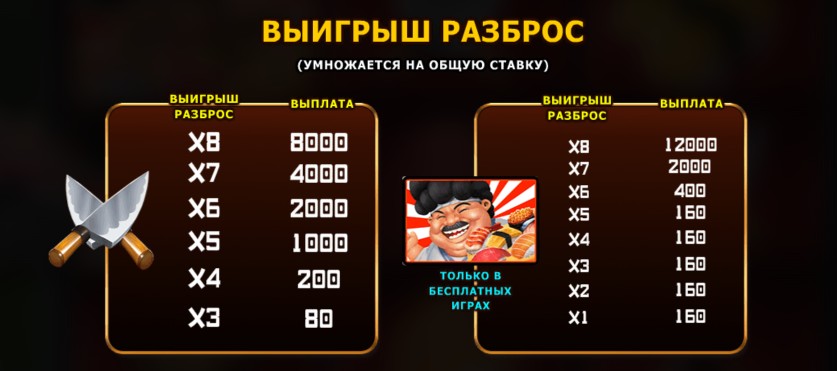 ВЫИГРЫШ РАЗБРОС
(УМНОЖАЕТСЯ НА ОБЩУЮ СТАВКУ)
ВЫИГРЫШ РАЗБРОС ВЫПЛАТА
X8 8000
X7 4000
X6 2000
X5 1000
X4 200
X3 80
ТОЛЬКО В
БЕСПЛАТНЫХ
ИГРАХ
ВЫИГРЫШ РАЗБРОС ВЫПЛАТА
X8 12000
X7 2000
X6 400
X5 160
X4 160
X3 160
X2 160
X1 160